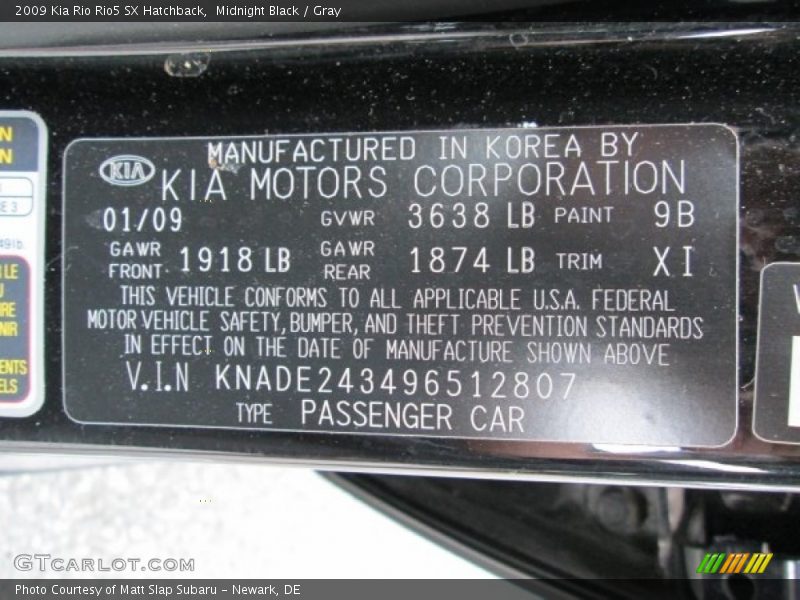 2009 Kia Rio Rio5 SX Hatchback, Midnight Black / Gray
MANUFACTURED IN KOREA BY
KIA KIA MOTORS CORPORATION
01/09 GVWR 3638 LB PAINT 9B
GAWR FRONT 1918 LB GAWR REAR 1874 LB TRIM XI
THIS VEHICLE CONFORMS TO ALL APPLICABLE U.S.A. FEDERAL
MOTOR VEHICLE SAFETY, BUMPER, AND THEFT PREVENTION STANDARDS
IN EFFECT ON THE DATE OF MANUFACTURE SHOWN ABOVE
V.I.N KNADE243496512807
TYPE PASSENGER CAR
GTCARLOT.COM
Photo Courtesy of Matt Slap Subaru - Newark, DE